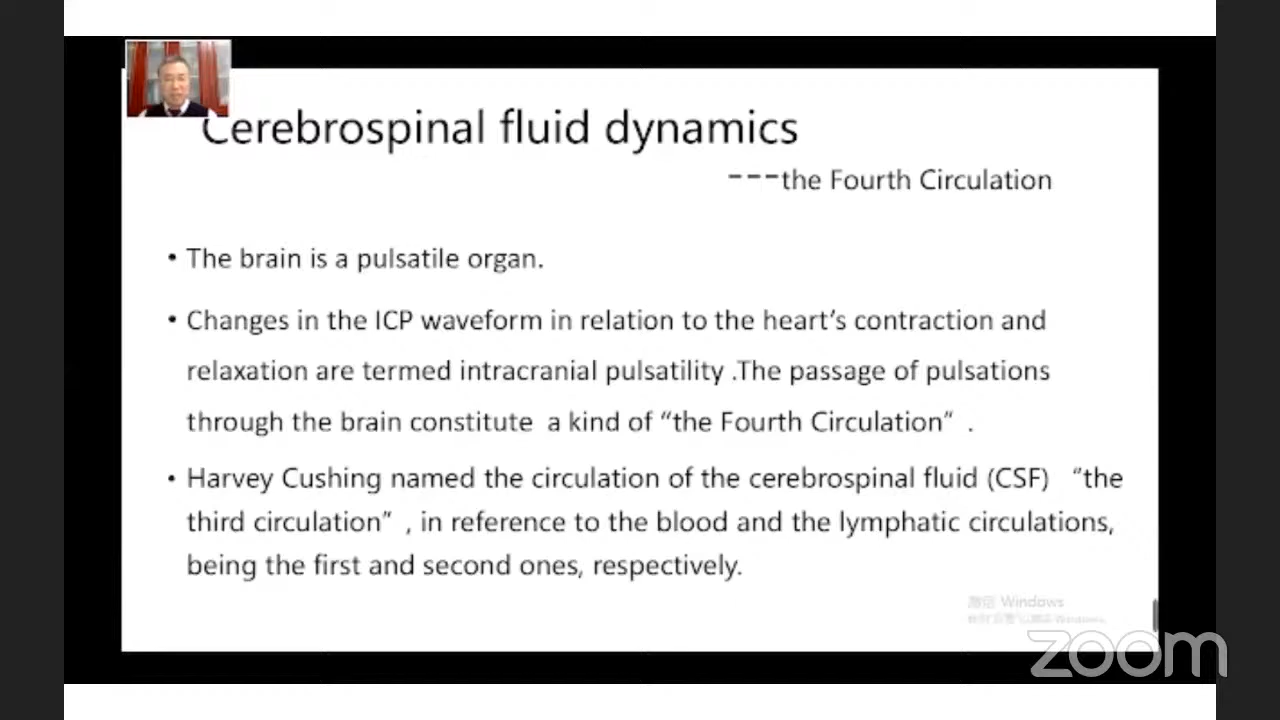 Cerebrospinal fluid dynamics
---the Fourth Circulation
• The brain is a pulsatile organ.
• Changes in the ICP waveform in relation to the heart’s contraction and
relaxation are termed intracranial pulsatility .The passage of pulsations
through the brain constitute a kind of “the Fourth Circulation” .
• Harvey Cushing named the circulation of the cerebrospinal fluid (CSF) “the
third circulation” , in reference to the blood and the lymphatic circulations,
being the first and second ones, respectively.
激活 Windows
zoom